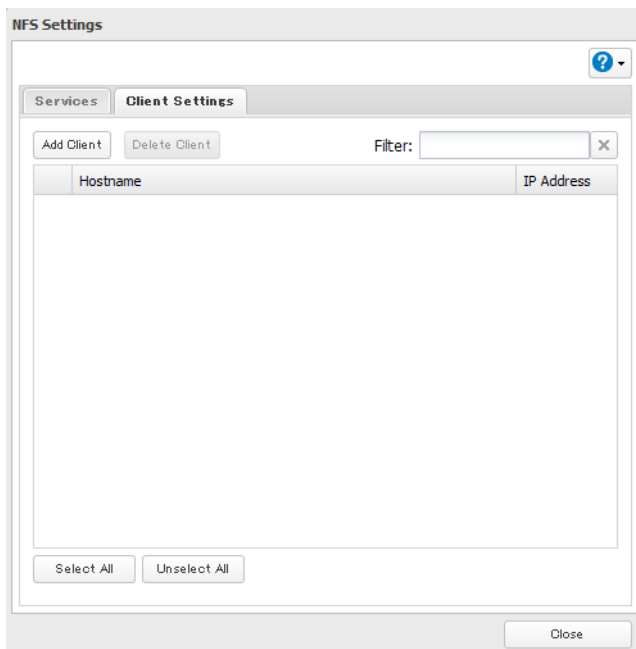 NFS Settings
?
Services Client Settings
Add Client Delete Client Filter:
Hostname IP Address
Select All Unselect All
Close